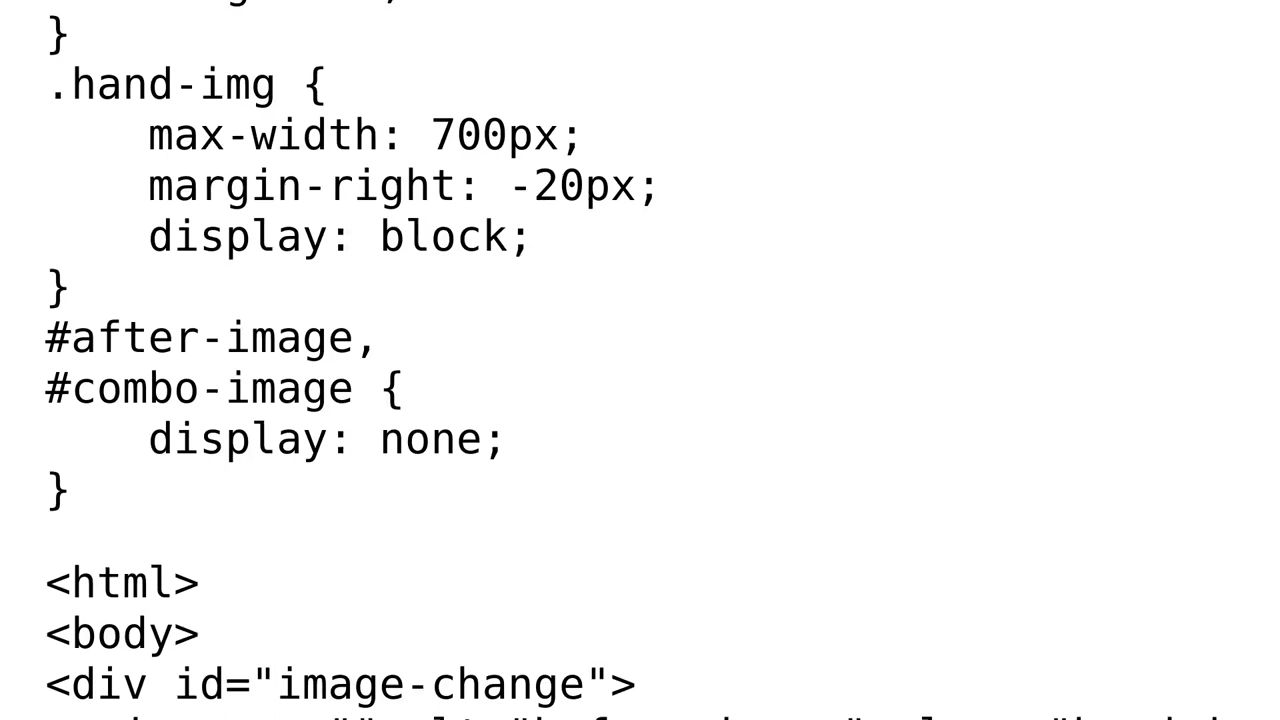 }
.hand-img {
    max-width: 700px;
    margin-right: -20px;
    display: block;
}
#after-image,
#combo-image {
    display: none;
}

<html>
<body>
<div id="image-change">